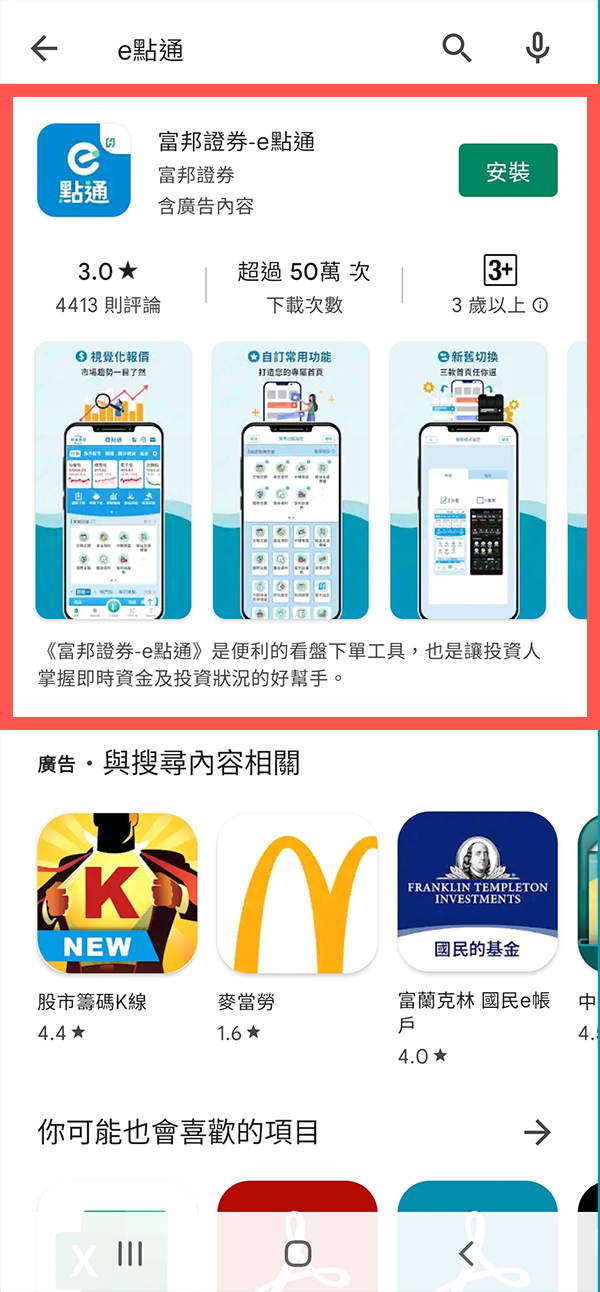 e點通
e
點通
富邦證券-e點通
富邦證券
含廣告內容
安裝
3.0 ★
4413 則評論
超過 50萬 次
下載次數
3+
3 歲以上
視覺化報價
市場趨勢一目了然
e點通
自訂常用功能
打造您的專屬首頁
新舊切換
三款首頁任你選
《富邦證券-e點通》是便利的看盤下單工具，也是讓投資人
掌握即時資金及投資狀況的好幫手。
廣告・與搜尋內容相關
K
NEW
FRANKLIN TEMPLETON
INVESTMENTS
國民的基金
股市籌碼K線
4.4 ★
麥當勞
1.6 ★
富蘭克林 國民e帳
戶
4.0 ★
中
4.
你可能也會喜歡的項目
X